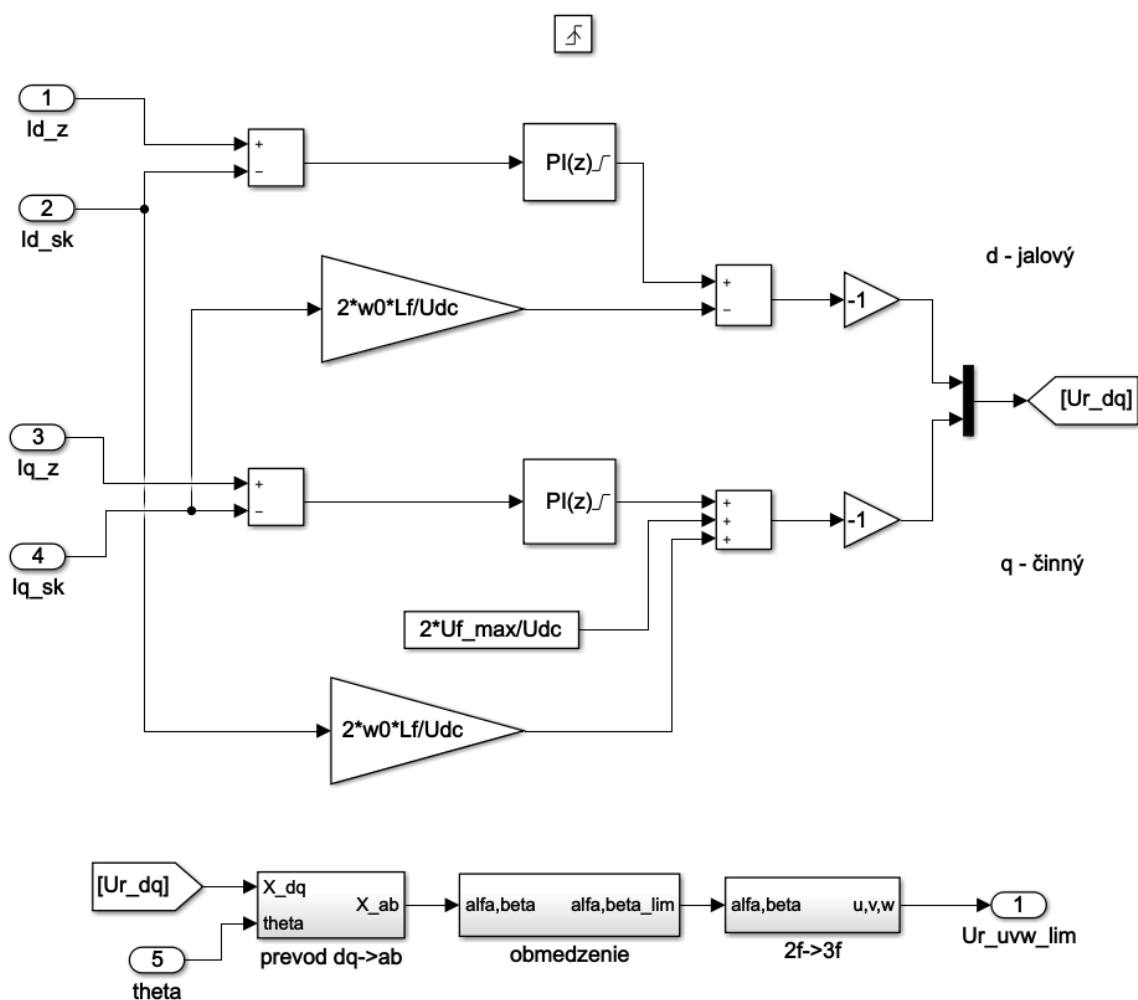 1
Id_z
+
−
PI(z)
2
Id_sk
d - jalový
2*w0*Lf/Udc
+
−
-1
[Ur_dq]
3
Iq_z
+
−
PI(z)
+
+
+
-1
4
Iq_sk
q - činný
2*Uf_max/Udc
2*w0*Lf/Udc
[Ur_dq]
X_dq
theta
X_ab
alfa,beta
alfa,beta_lim
alfa,beta
u,v,w
1
Ur_uvw_lim
5
theta
prevod dq->ab
obmedzenie
2f->3f